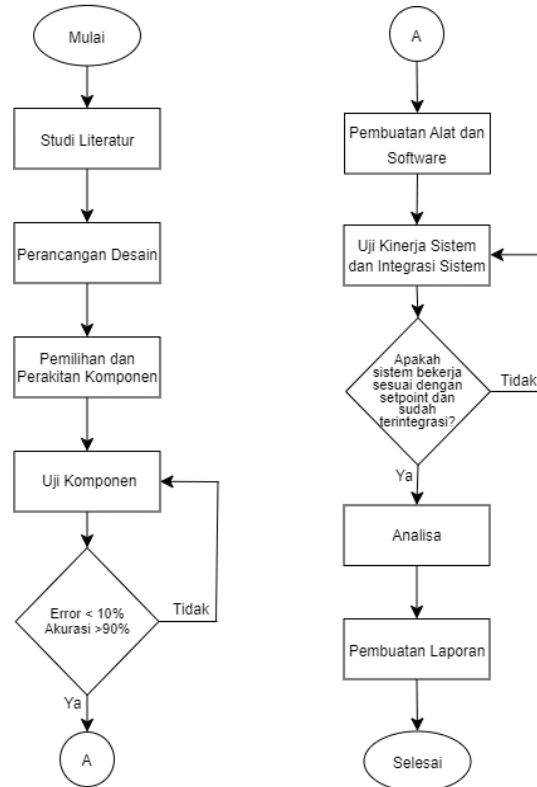 Mulai
Studi Literatur
Perancangan Desain
Pemilihan dan
Perakitan Komponen
Uji Komponen
Error < 10%
Akurasi >90%
Tidak
Ya
A
A
Pembuatan Alat dan
Software
Uji Kinerja Sistem
dan Integrasi Sistem
Apakah
sistem bekerja
sesuai dengan
setpoint dan
sudah
terintegrasi?
Tidak
Ya
Analisa
Pembuatan Laporan
Selesai